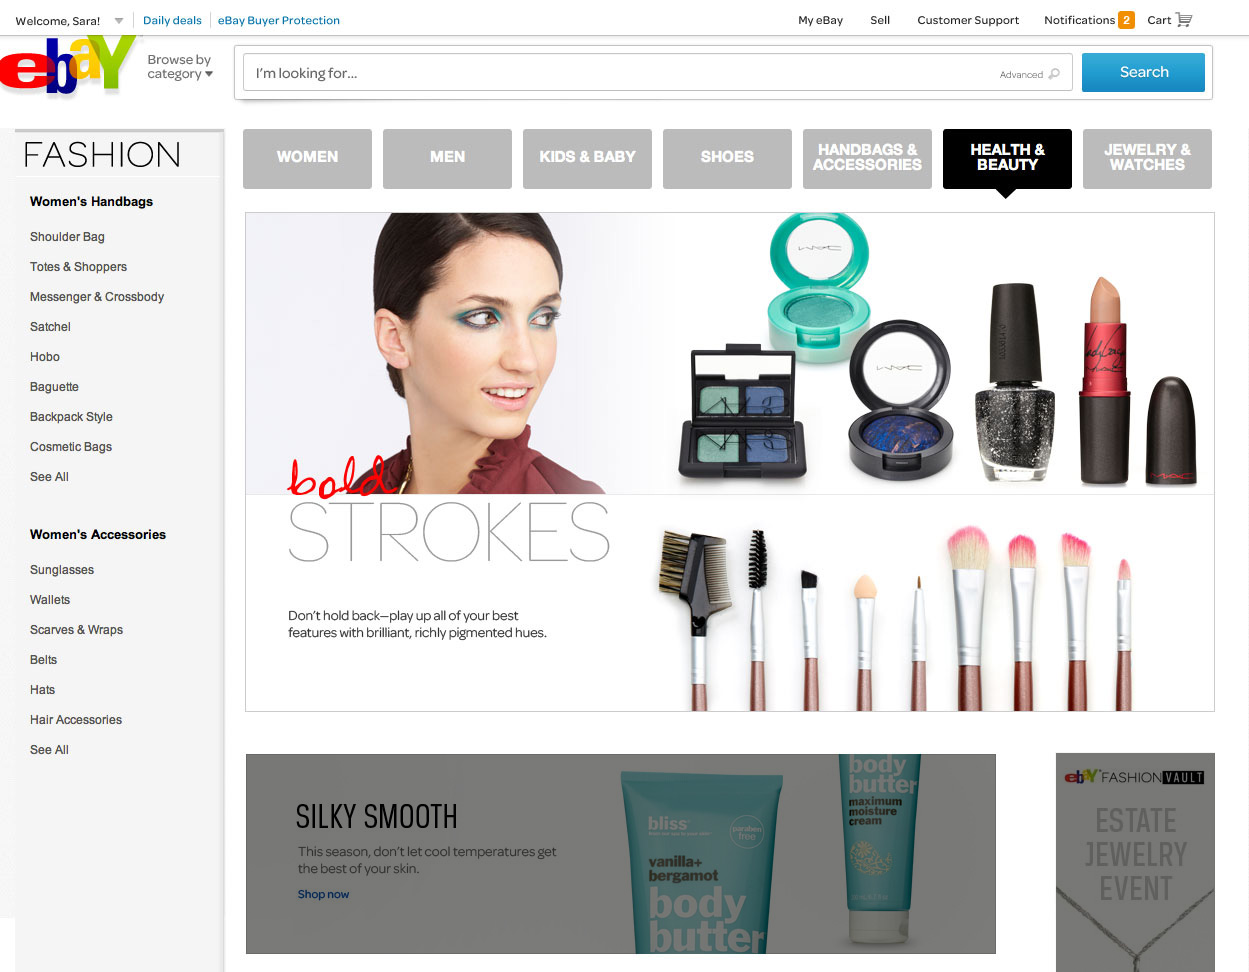 Welcome, Sara!
Daily deals
eBay Buyer Protection
My eBay
Sell
Customer Support
Notifications 2
Cart
ebaY
Browse by
category
I'm looking for...
Advanced
Search
FASHION
Women's Handbags
Shoulder Bag
Totes & Shoppers
Messenger & Crossbody
Satchel
Hobo
Baguette
Backpack Style
Cosmetic Bags
See All
Women's Accessories
Sunglasses
Wallets
Scarves & Wraps
Belts
Hats
Hair Accessories
See All
WOMEN
MEN
KIDS & BABY
SHOES
HANDBAGS &
ACCESSORIES
HEALTH &
BEAUTY
JEWELRY &
WATCHES
MAC
MAC
MAC
bold
STROKES
Don't hold back—play up all of your best
features with brilliant, richly pigmented hues.
SILKY SMOOTH
This season, don't let cool temperatures get
the best of your skin.
Shop now
bliss
paraben
free
vanilla+
bergamot
body
butter
body
butter
maximum
moisture
cream
ebaY FASHION VAULT
ESTATE
JEWELRY
EVENT